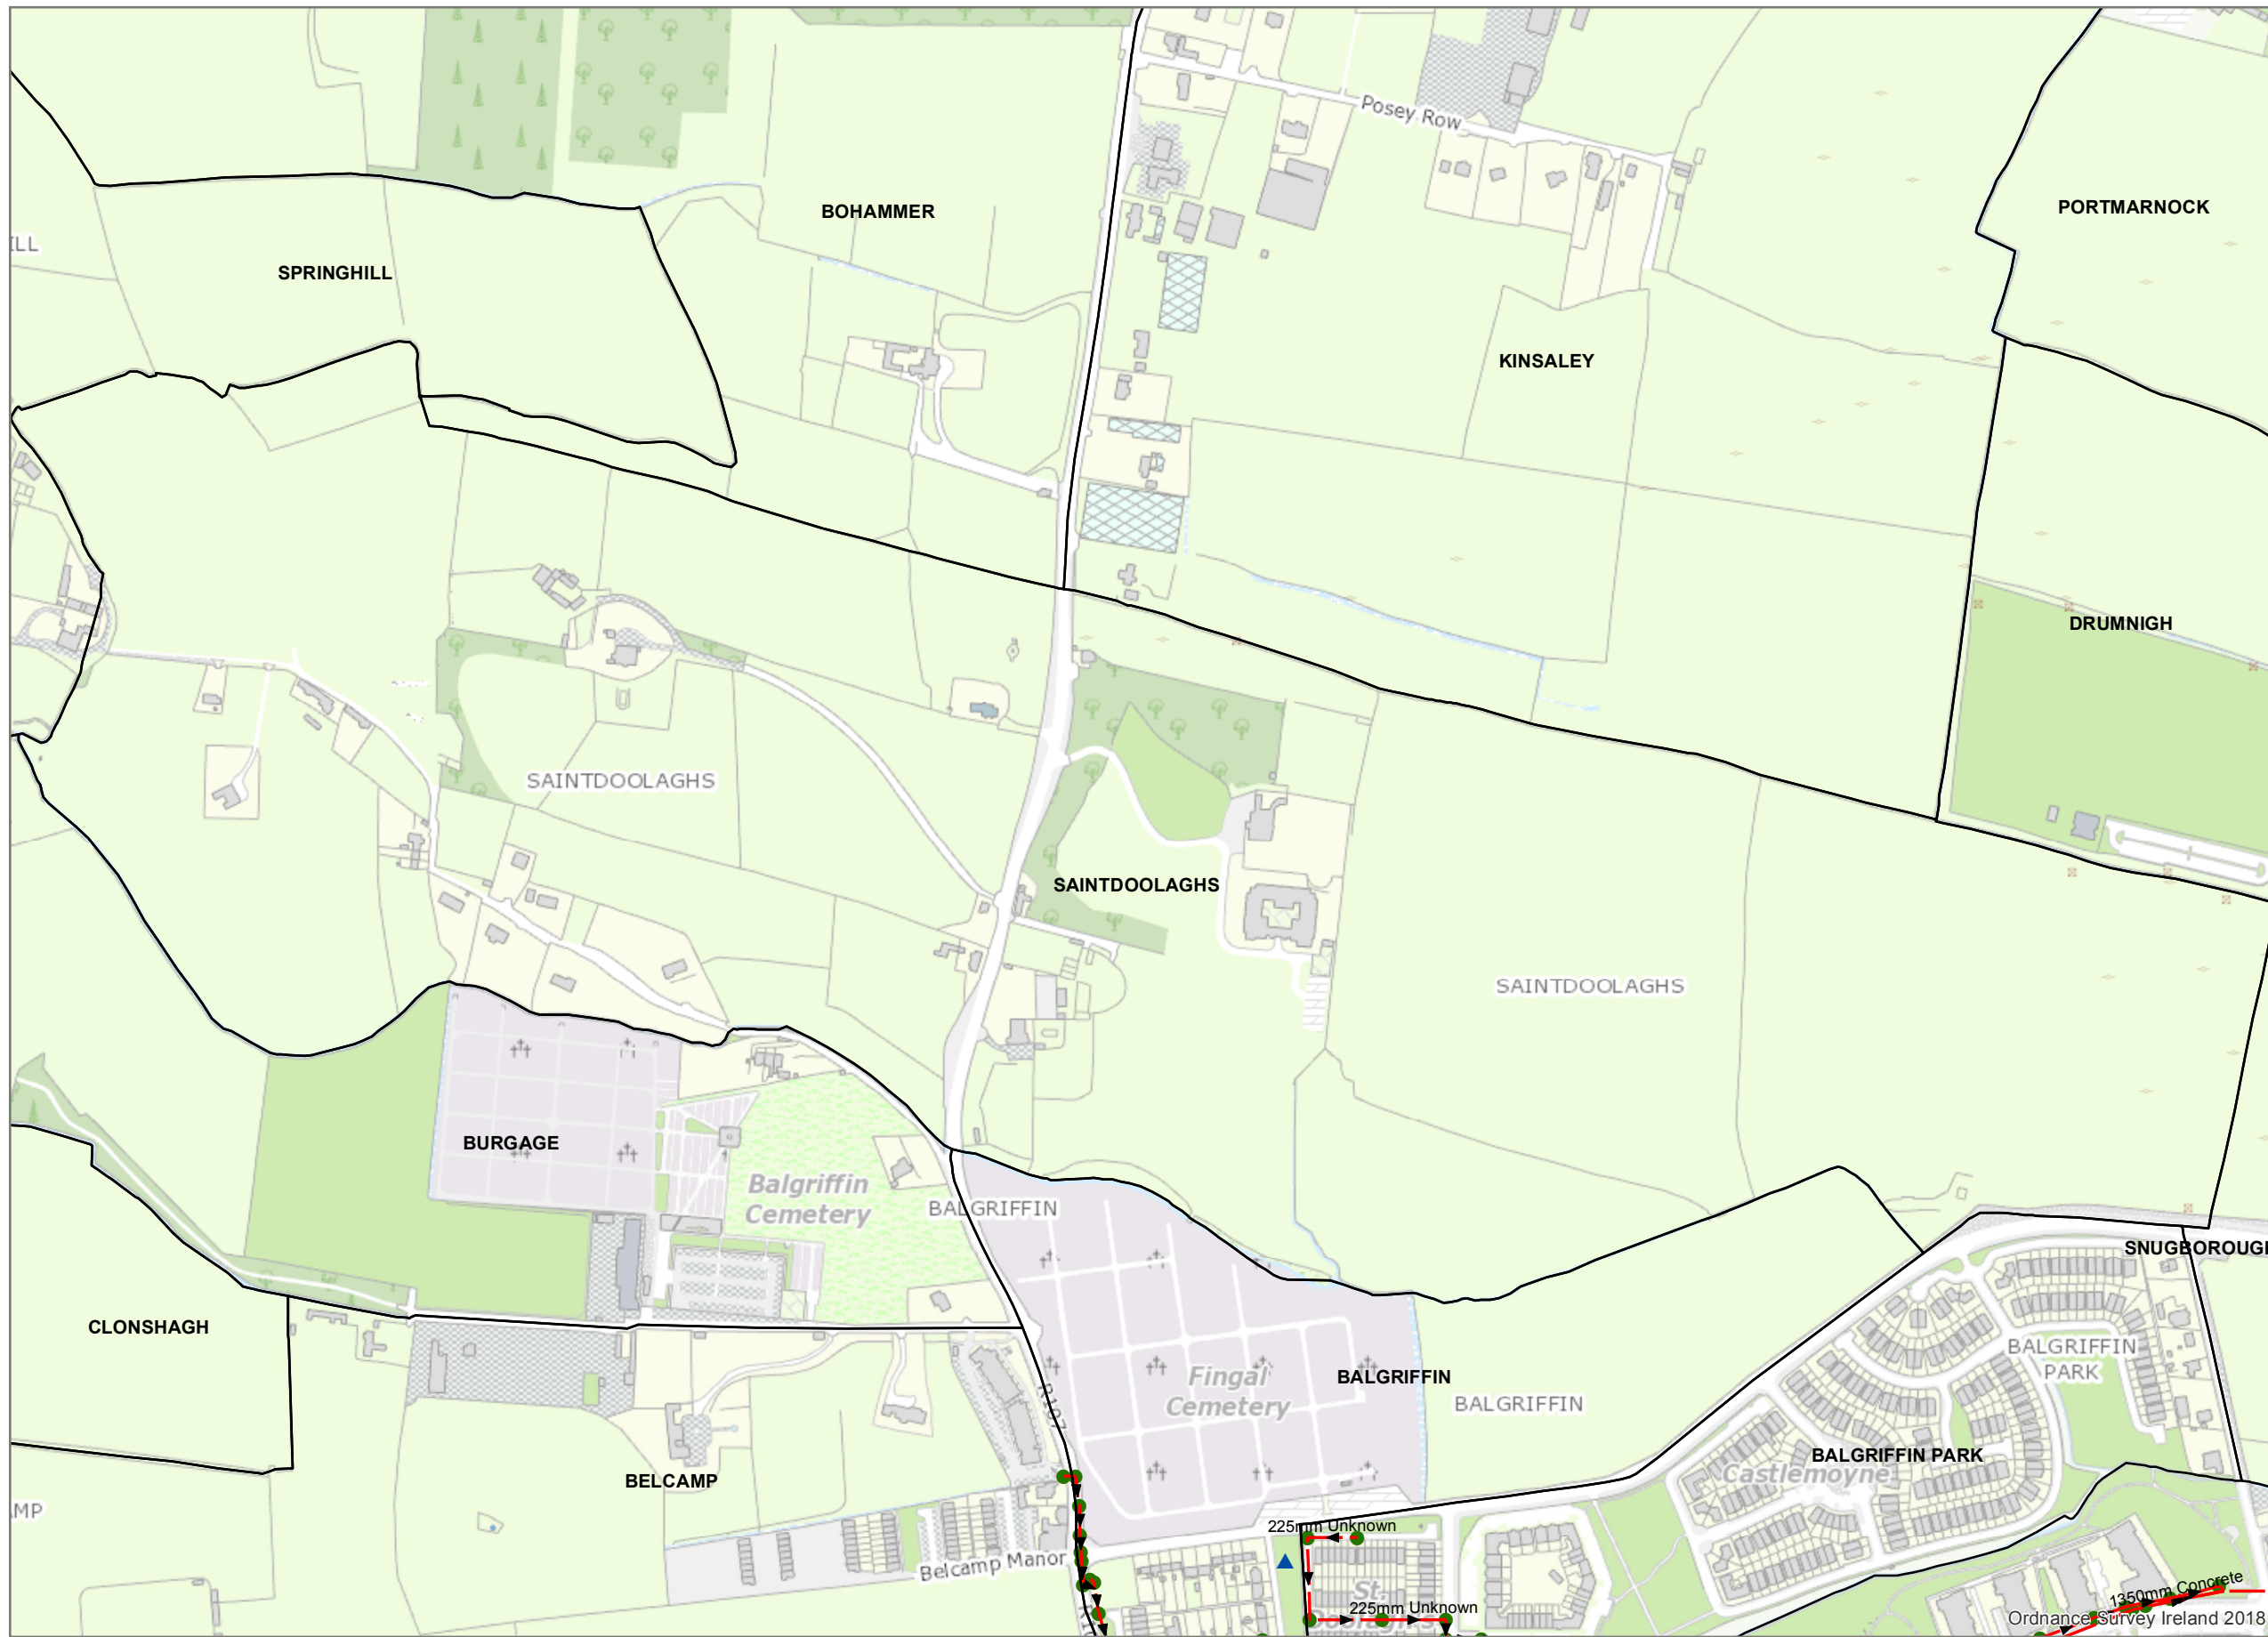 Posey Row
BOHAMMER
PORTMARNOCK
ILL
SPRINGHILL
KINSALEY
DRUMNIGH
SAINTDOOLAGHS
SAINTDOOLAGHS
SAINTDOOLAGHS
BURGAGE
Balgriffin
Cemetery
BALGRIFFIN
SNUGBOROUGH
CLONSHAGH
BALGRIFFIN
PARK
Fingal
Cemetery
BALGRIFFIN
BALGRIFFIN
R107
BALGRIFFIN PARK
Castlemoyne
BELCAMP
MP
225mm Unknown
Belcamp Manor
St.
225mm Unknown
1350mm Concrete
Ordnance Survey Ireland 2018